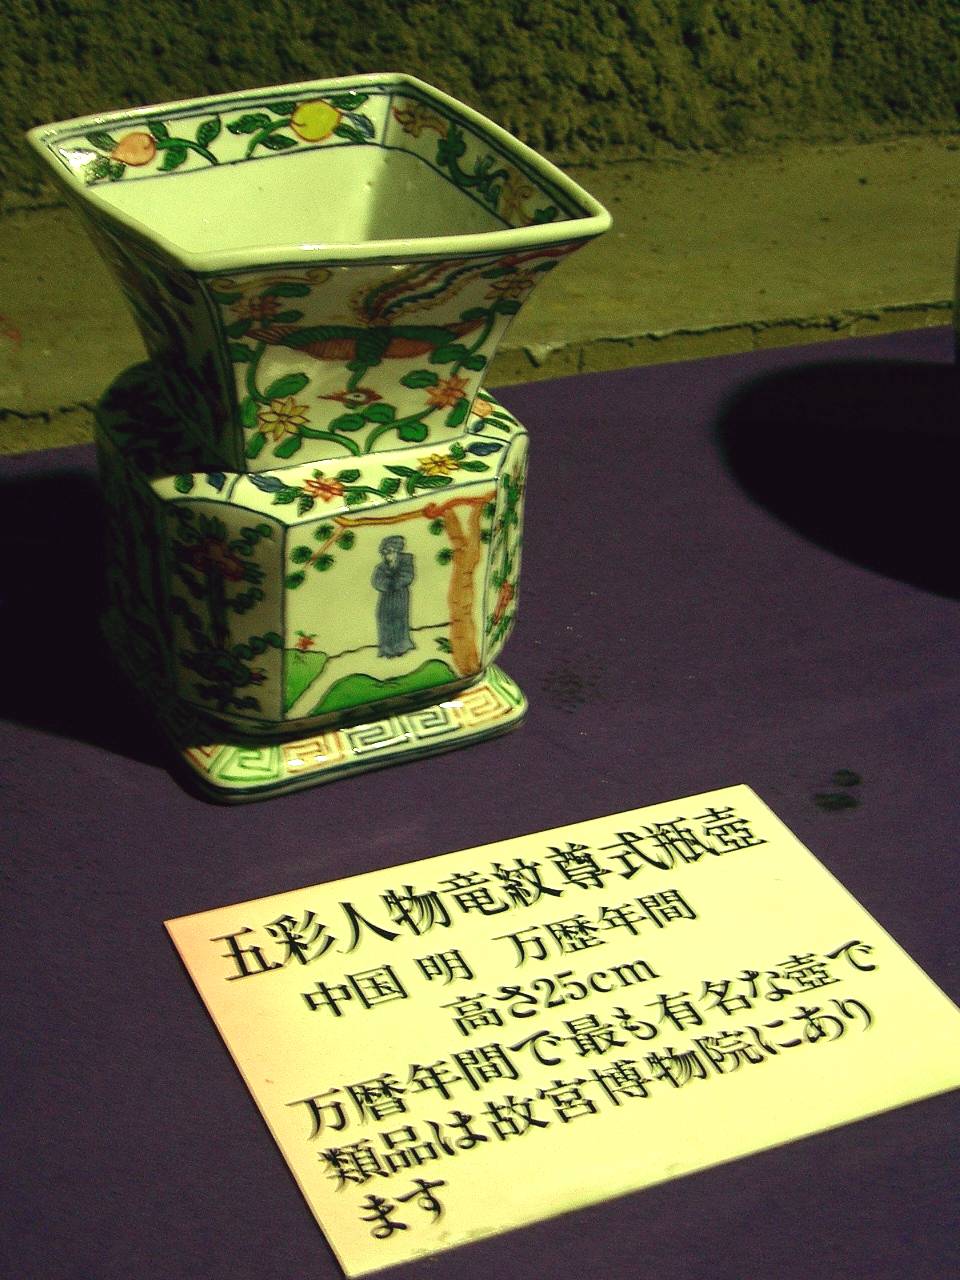 五彩人物竜紋尊式瓶壺
中国 明 万歴年間
高さ25cm
万暦年間で最も有名な壺で
類品は故宮博物院にあり
ます